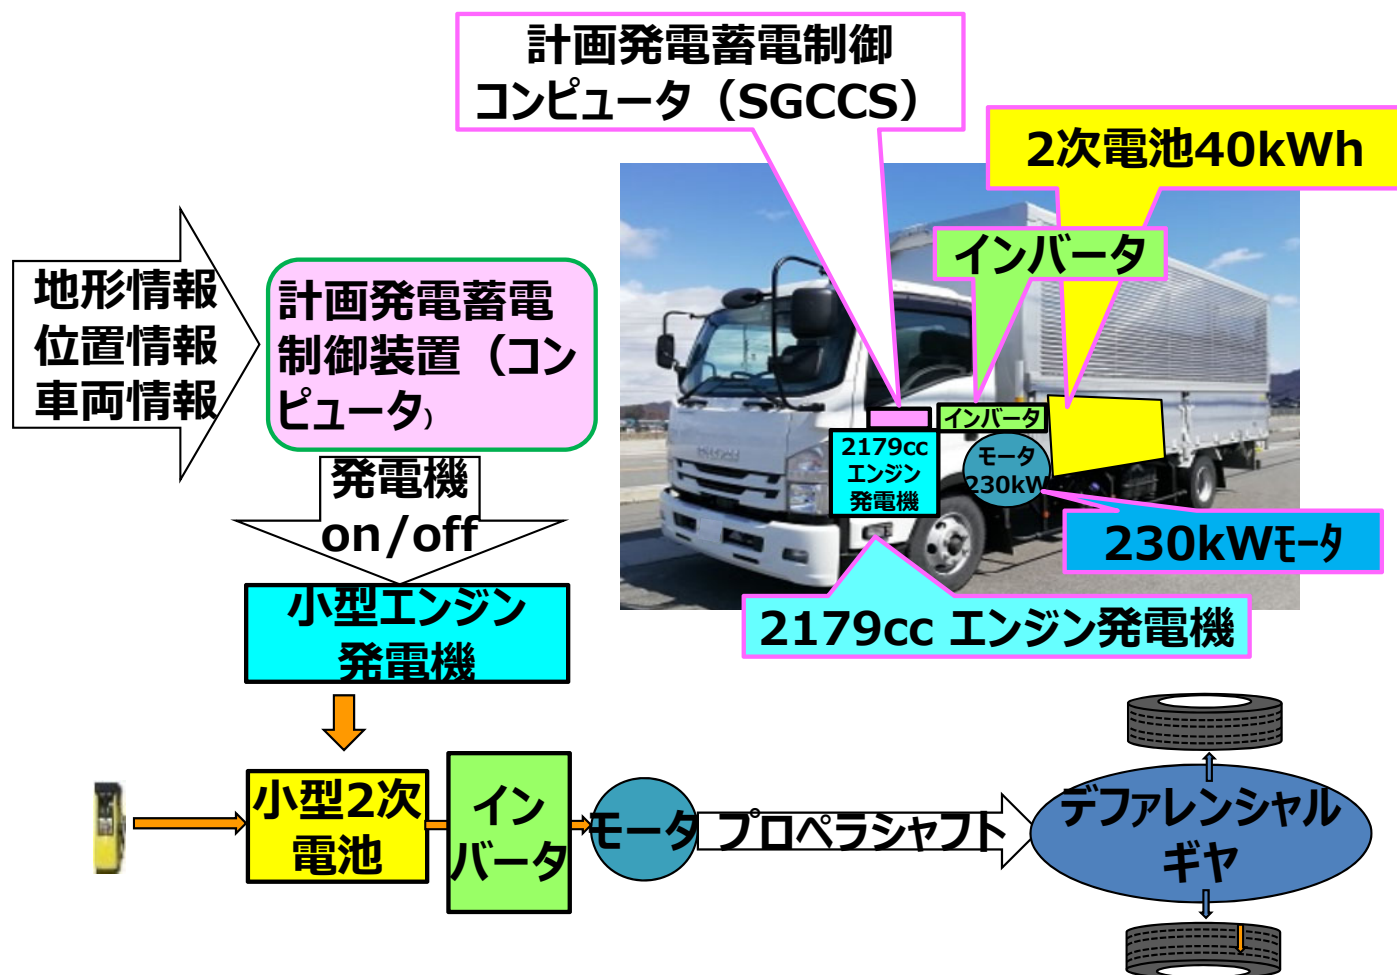 計画発電蓄電制御
コンピュータ（SGCCS）
2次電池40kWh
インバータ
地形情報
位置情報
車両情報
計画発電蓄電
制御装置（コン
ピュータ）
インバータ
2179cc
エンジン
発電機
モータ
230kW
発電機
on/off
230kWﾓｰﾀ
2179cc エンジン発電機
小型エンジン
発電機
小型2次
電池
イン
バータ
モータ
プロペラシャフト
デファレンシャル
ギヤ